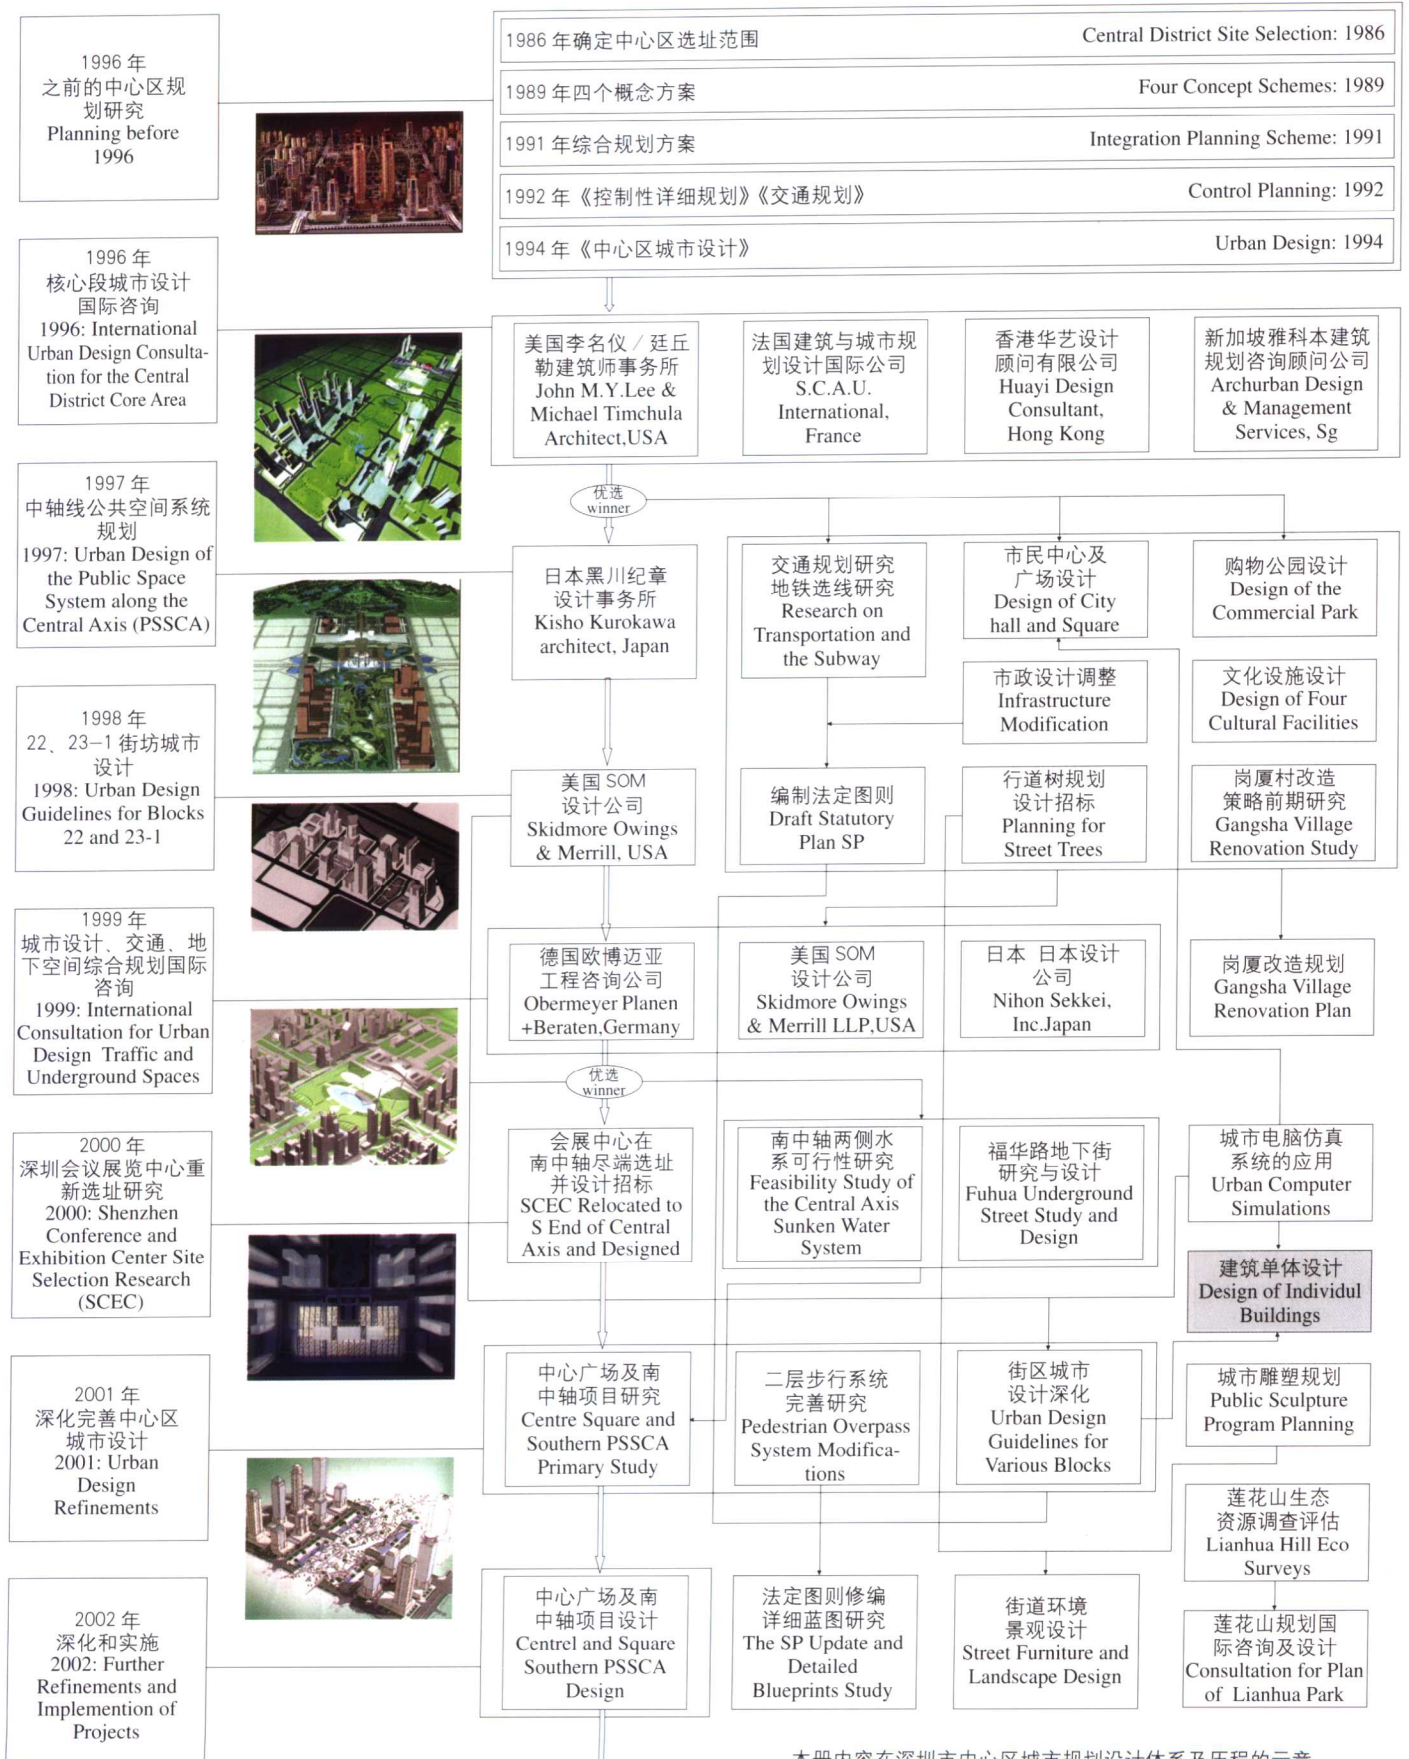 1996 年
之前的中心区规
划研究
Planning before
1996
1986 年确定中心区选址范围
Central District Site Selection: 1986
1989 年四个概念方案
Four Concept Schemes: 1989
1991 年综合规划方案
Integration Planning Scheme: 1991
1992 年《控制性详细规划》《交通规划》
Control Planning: 1992
1994 年《中心区城市设计》
Urban Design: 1994
1996 年
核心段城市设计
国际咨询
1996: International
Urban Design Consulta-
tion for the Central
District Core Area
美国李名仪／廷丘
勒建筑师事务所
John M.Y.Lee &
Michael Timchula
Architect,USA
法国建筑与城市规
划设计国际公司
S.C.A.U.
International,
France
香港华艺设计
顾问有限公司
Huayi Design
Consultant,
Hong Kong
新加坡雅科本建筑
规划咨询顾问公司
Archurban Design
& Management
Services, Sg
优选
winner
1997 年
中轴线公共空间系统
规划
1997: Urban Design of
the Public Space
System along the
Central Axis (PSSCA)
日本黑川纪章
设计事务所
Kisho Kurokawa
architect, Japan
交通规划研究
地铁选线研究
Research on
Transportation and
the Subway
市民中心及
广场设计
Design of City
hall and Square
购物公园设计
Design of the
Commercial Park
市政设计调整
Infrastructure
Modification
文化设施设计
Design of Four
Cultural Facilities
1998 年
22、23-1 街坊城市
设计
1998: Urban Design
Guidelines for Blocks
22 and 23-1
美国 SOM
设计公司
Skidmore Owings
& Merrill, USA
编制法定图则
Draft Statutory
Plan SP
行道树规划
设计招标
Planning for
Street Trees
岗厦村改造
策略前期研究
Gangsha Village
Renovation Study
1999 年
城市设计、交通、地
下空间综合规划国际
咨询
1999: International
Consultation for Urban
Design Traffic and
Underground Spaces
德国欧博迈亚
工程咨询公司
Obermeyer Planen
+Beraten,Germany
美国 SOM
设计公司
Skidmore Owings
& Merrill LLP,USA
日本 日本设计
公司
Nihon Sekkei,
Inc.Japan
岗厦改造规划
Gangsha Village
Renovation Plan
优选
winner
2000 年
深圳会议展览中心重
新选址研究
2000: Shenzhen
Conference and
Exhibition Center Site
Selection Research
(SCEC)
会展中心在
南中轴尽端选址
并设计招标
SCEC Relocated to
S End of Central
Axis and Designed
南中轴两侧水
系可行性研究
Feasibility Study of
the Central Axis
Sunken Water
System
福华路地下街
研究与设计
Fuhua Underground
Street Study and
Design
城市电脑仿真
系统的应用
Urban Computer
Simulations
建筑单体设计
Design of Individul
Buildings
2001 年
深化完善中心区
城市设计
2001: Urban
Design
Refinements
中心广场及南
中轴项目研究
Centre Square and
Southern PSSCA
Primary Study
二层步行系统
完善研究
Pedestrian Overpass
System Modifica-
tions
街区城市
设计深化
Urban Design
Guidelines for
Various Blocks
城市雕塑规划
Public Sculpture
Program Planning
莲花山生态
资源调查评估
Lianhua Hill Eco
Surveys
2002 年
深化和实施
2002: Further
Refinements and
Implemention of
Projects
中心广场及南
中轴项目设计
Centrel and Square
Southern PSSCA
Design
法定图则修编
详细蓝图研究
The SP Update and
Detailed
Blueprints Study
街道环境
景观设计
Street Furniture and
Landscape Design
莲花山规划国
际咨询及设计
Consultation for Plan
of Lianhua Park
本册内容在深圳市中心区城市规划设计体系及历程的示意